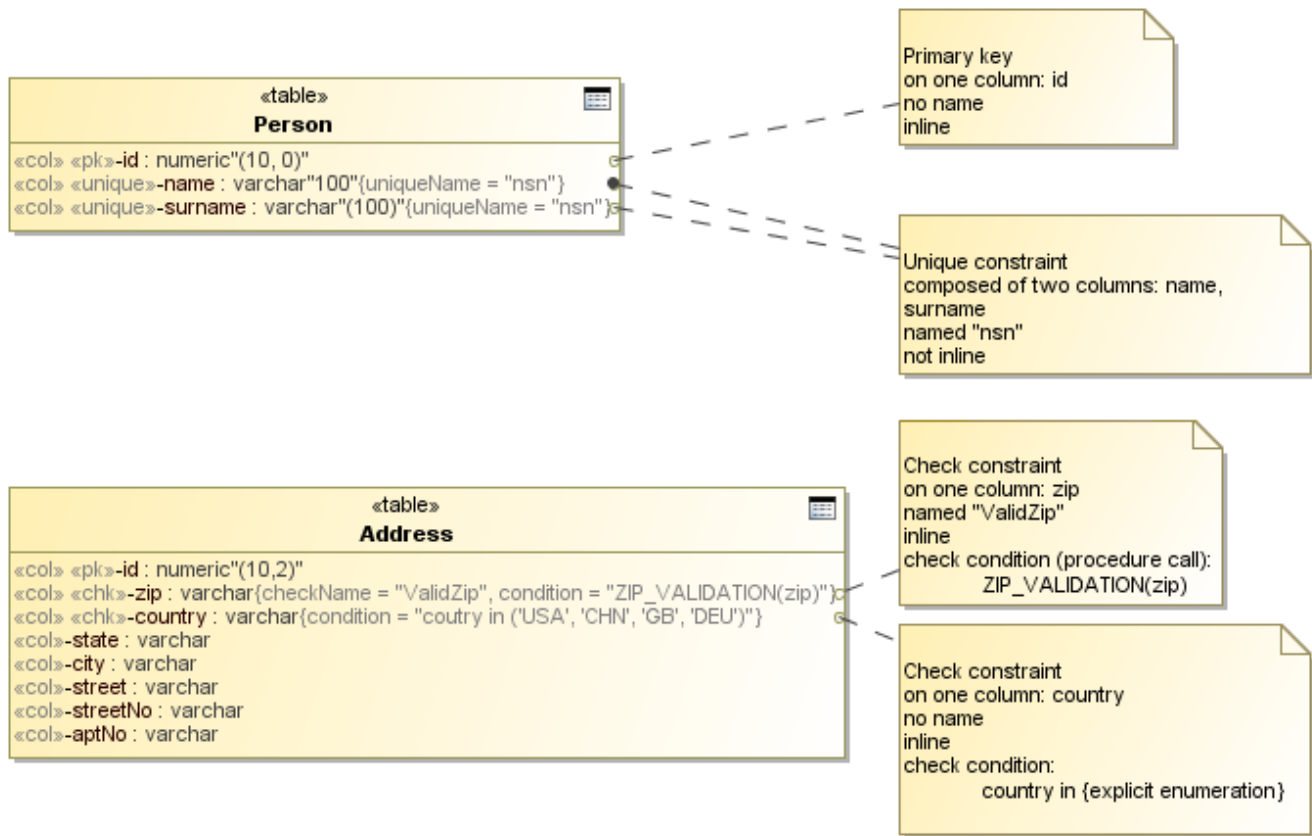 «table»
Person
«col» «pk»-id : numeric"(10, 0)"
«col» «unique»-name : varchar"100"{uniqueName = "nsn"}
«col» «unique»-surname : varchar"(100)"{uniqueName = "nsn"}
Primary key
on one column: id
no name
inline
Unique constraint
composed of two columns: name,
surname
named "nsn"
not inline
«table»
Address
«col» «pk»-id : numeric"(10,2)"
«col» «chk»-zip : varchar{checkName = "ValidZip", condition = "ZIP_VALIDATION(zip)"}
«col» «chk»-country : varchar{condition = "coutry in ('USA', 'CHN', 'GB', 'DEU')"}
«col»-state : varchar
«col»-city : varchar
«col»-street : varchar
«col»-streetNo : varchar
«col»-aptNo : varchar
Check constraint
on one column: zip
named "ValidZip"
inline
check condition (procedure call):
ZIP_VALIDATION(zip)
Check constraint
on one column: country
no name
inline
check condition:
country in {explicit enumeration}